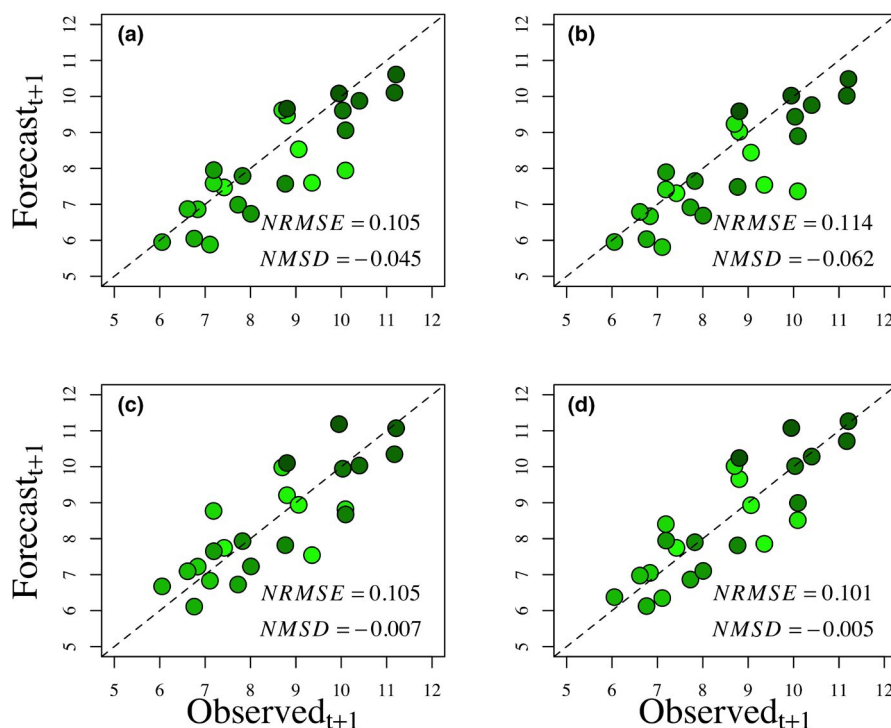 (a)
NRMSE = 0.105
NMSD = −0.045
5 6 7 8 9 10 11 12
5 6 7 8 9 10 11 12
Forecastt+1
(b)
NRMSE = 0.114
NMSD = −0.062
5 6 7 8 9 10 11 12
5 6 7 8 9 10 11 12
(c)
NRMSE = 0.105
NMSD = −0.007
5 6 7 8 9 10 11 12
5 6 7 8 9 10 11 12
Forecastt+1
Observedt+1
(d)
NRMSE = 0.101
NMSD = −0.005
5 6 7 8 9 10 11 12
5 6 7 8 9 10 11 12
Observedt+1